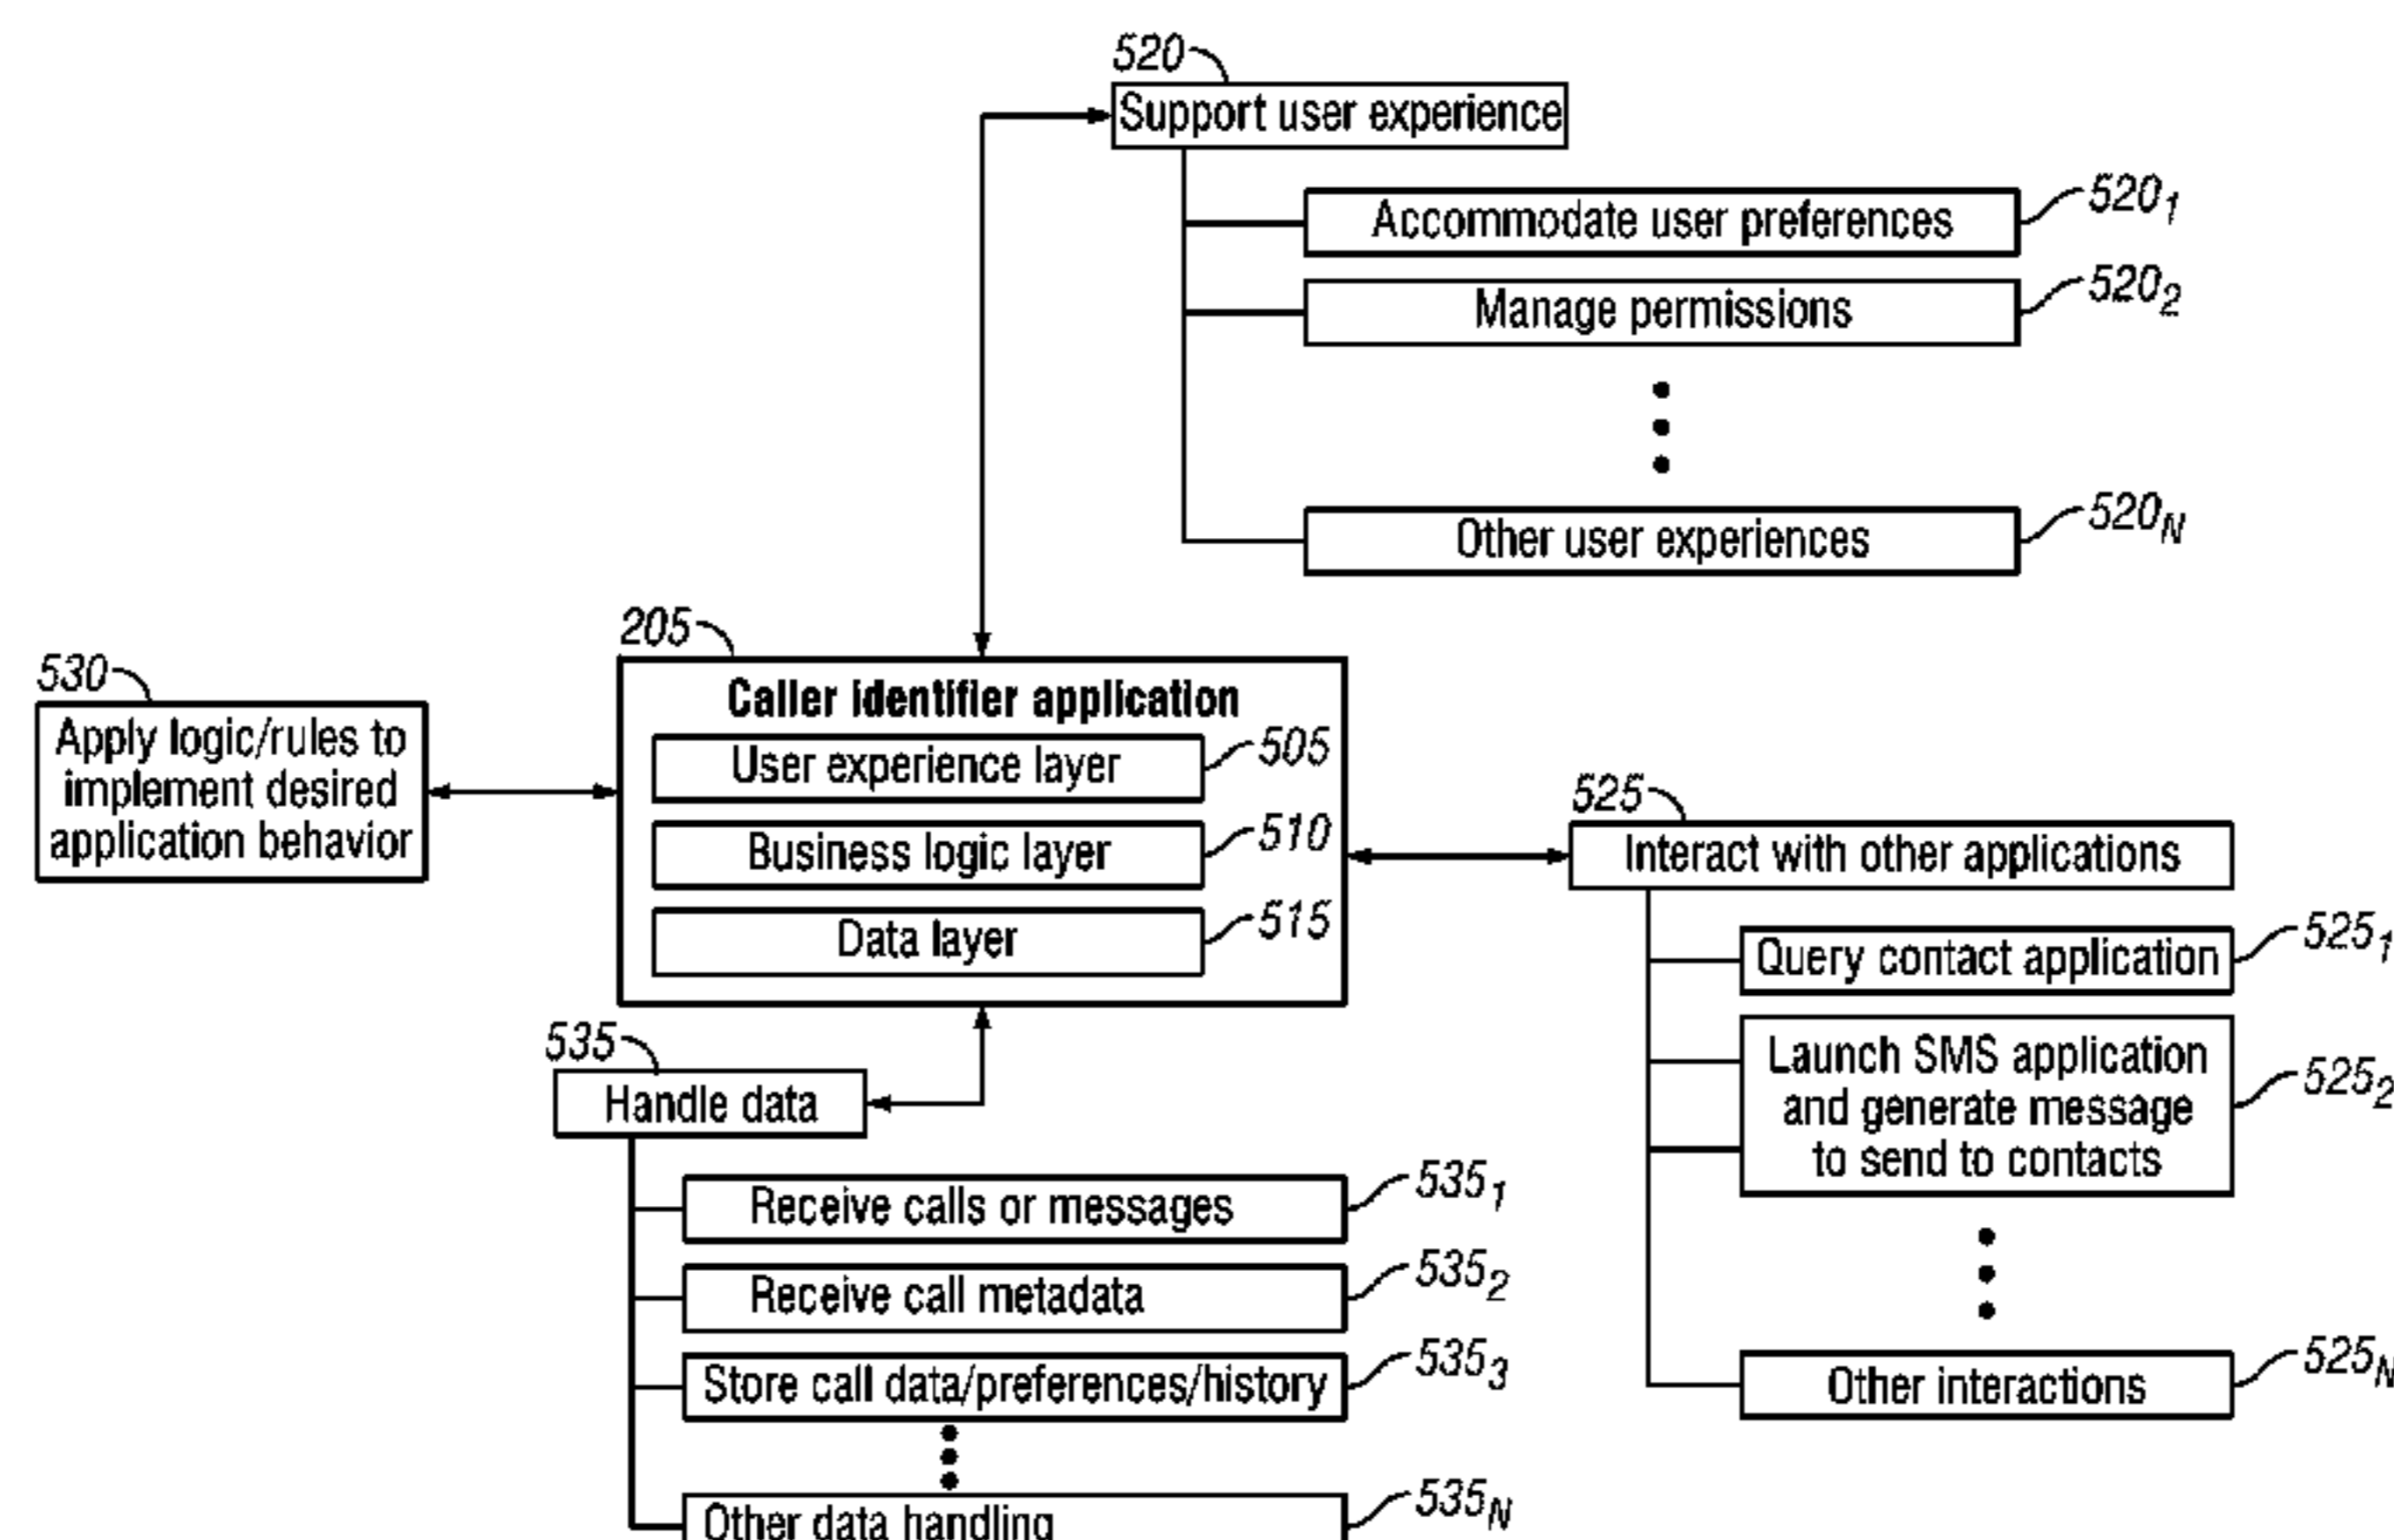 520
Support user experience
Accommodate user preferences
520₁
Manage permissions
520₂
Other user experiences
520_N
205
Caller identifier application
User experience layer
505
Business logic layer
510
Data layer
515
530
Apply logic/rules to
implement desired
application behavior
525
Interact with other applications
Query contact application
525₁
Launch SMS application
and generate message
to send to contacts
525₂
Other interactions
525_N
535
Handle data
Receive calls or messages
535₁
Receive call metadata
535₂
Store call data/preferences/history
535₃
Other data handling
535_N